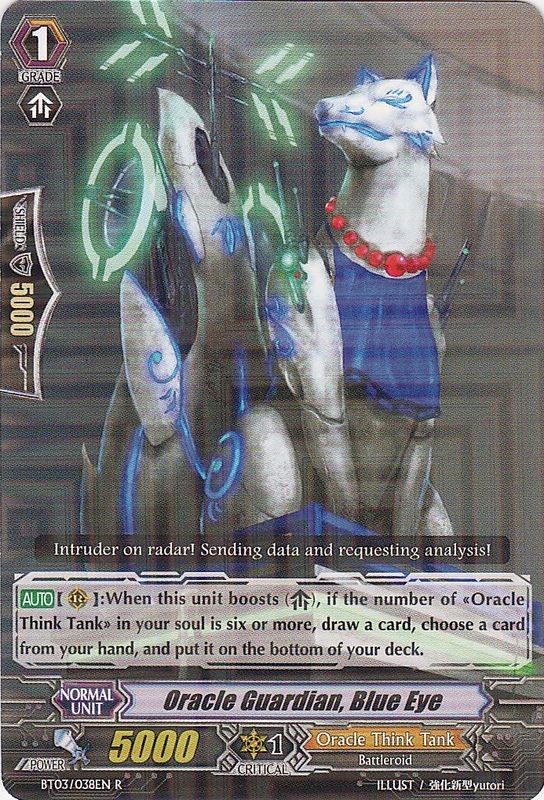 1
GRADE
SHIELD
5000
Intruder on radar! Sending data and requesting analysis!
AUTO [ ]:When this unit boosts ( ), if the number of «Oracle
Think Tank» in your soul is six or more, draw a card, choose a card
from your hand, and put it on the bottom of your deck.
NORMAL
UNIT
Oracle Guardian, Blue Eye
POWER
5000
1
CRITICAL
Oracle Think Tank
Battleroid
BT03/038EN R
ILLUST / 強化新型yutori